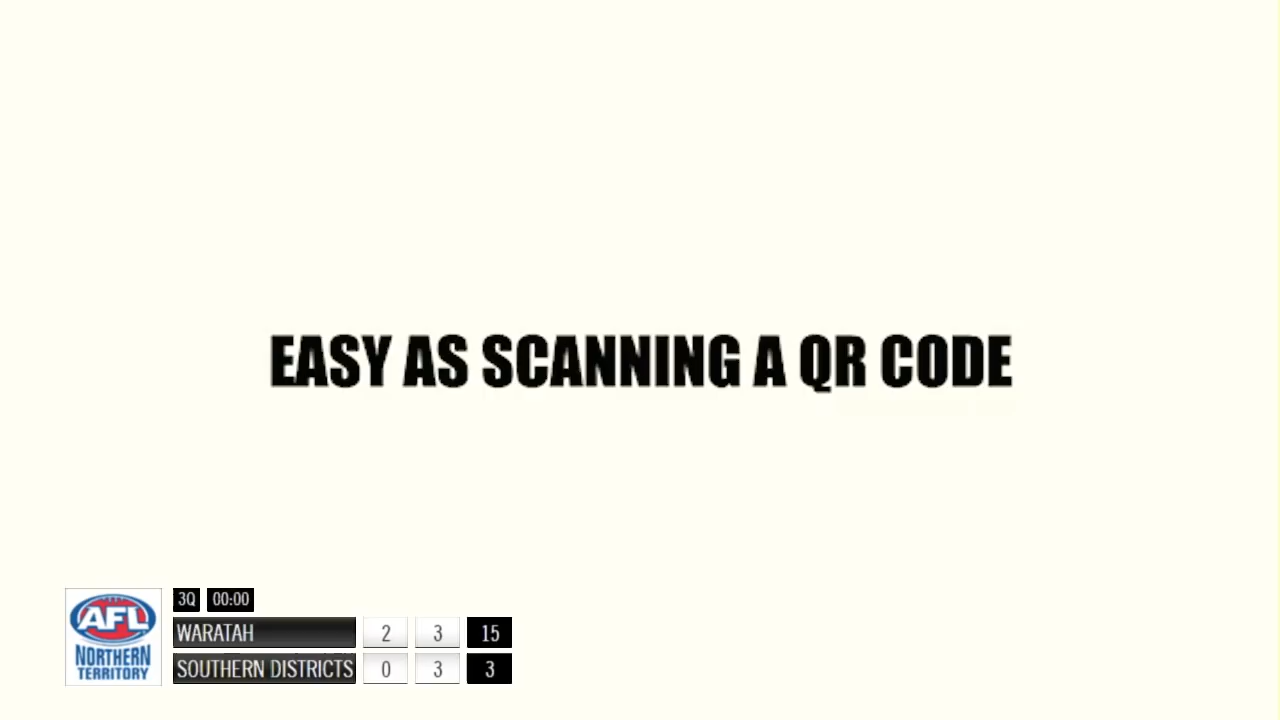 EASY AS SCANNING A QR CODE
3Q 00:00
AFL
NORTHERN
TERRITORY
WARATAH 2 3 15
SOUTHERN DISTRICTS 0 3 3